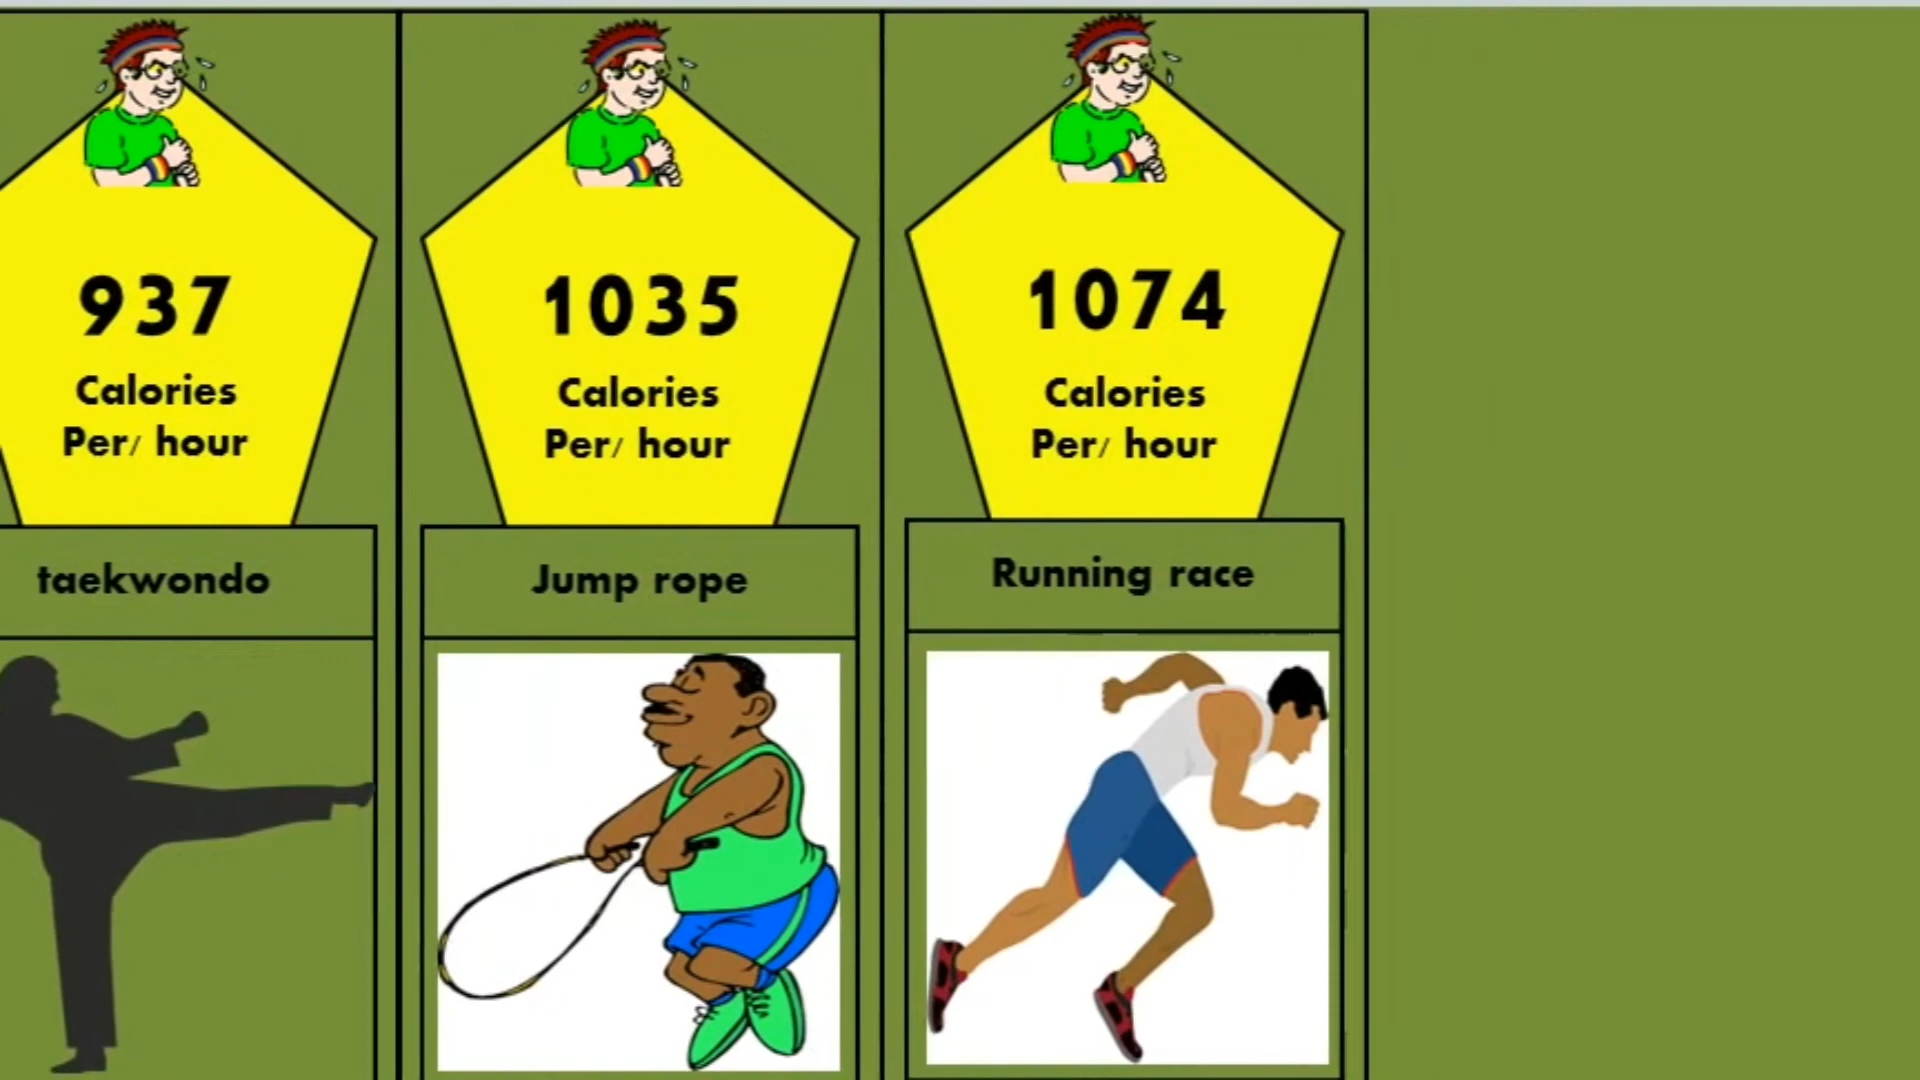 937
Calories
Per/ hour
taekwondo
1035
Calories
Per/ hour
Jump rope
1074
Calories
Per/ hour
Running race